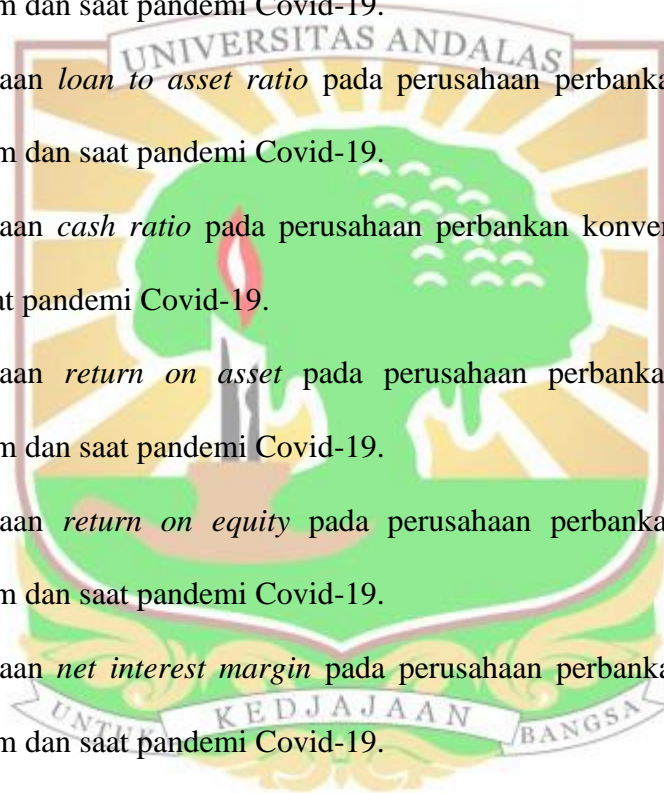 m dan saat pandemi Covid-19.
UNIVERSITAS ANDALAS
aan loan to asset ratio pada perusahaan perbanka
m dan saat pandemi Covid-19.
aan cash ratio pada perusahaan perbankan konver
at pandemi Covid-19.
aan return on asset pada perusahaan perbanka
m dan saat pandemi Covid-19.
aan return on equity pada perusahaan perbanka
m dan saat pandemi Covid-19.
aan net interest margin pada perusahaan perbanka
UNTUK KEDJAJAAN BANGSA
m dan saat pandemi Covid-19.